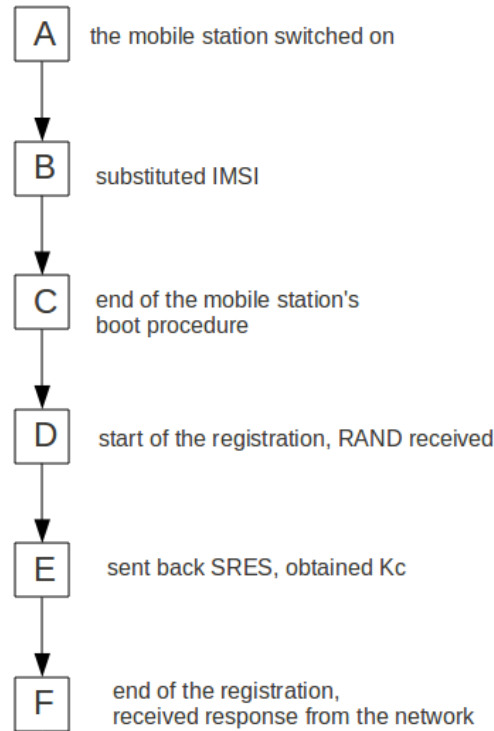 A the mobile station switched on
B substituted IMSI
C end of the mobile station's
boot procedure
D start of the registration, RAND received
E sent back SRES, obtained Kc
F end of the registration,
received response from the network